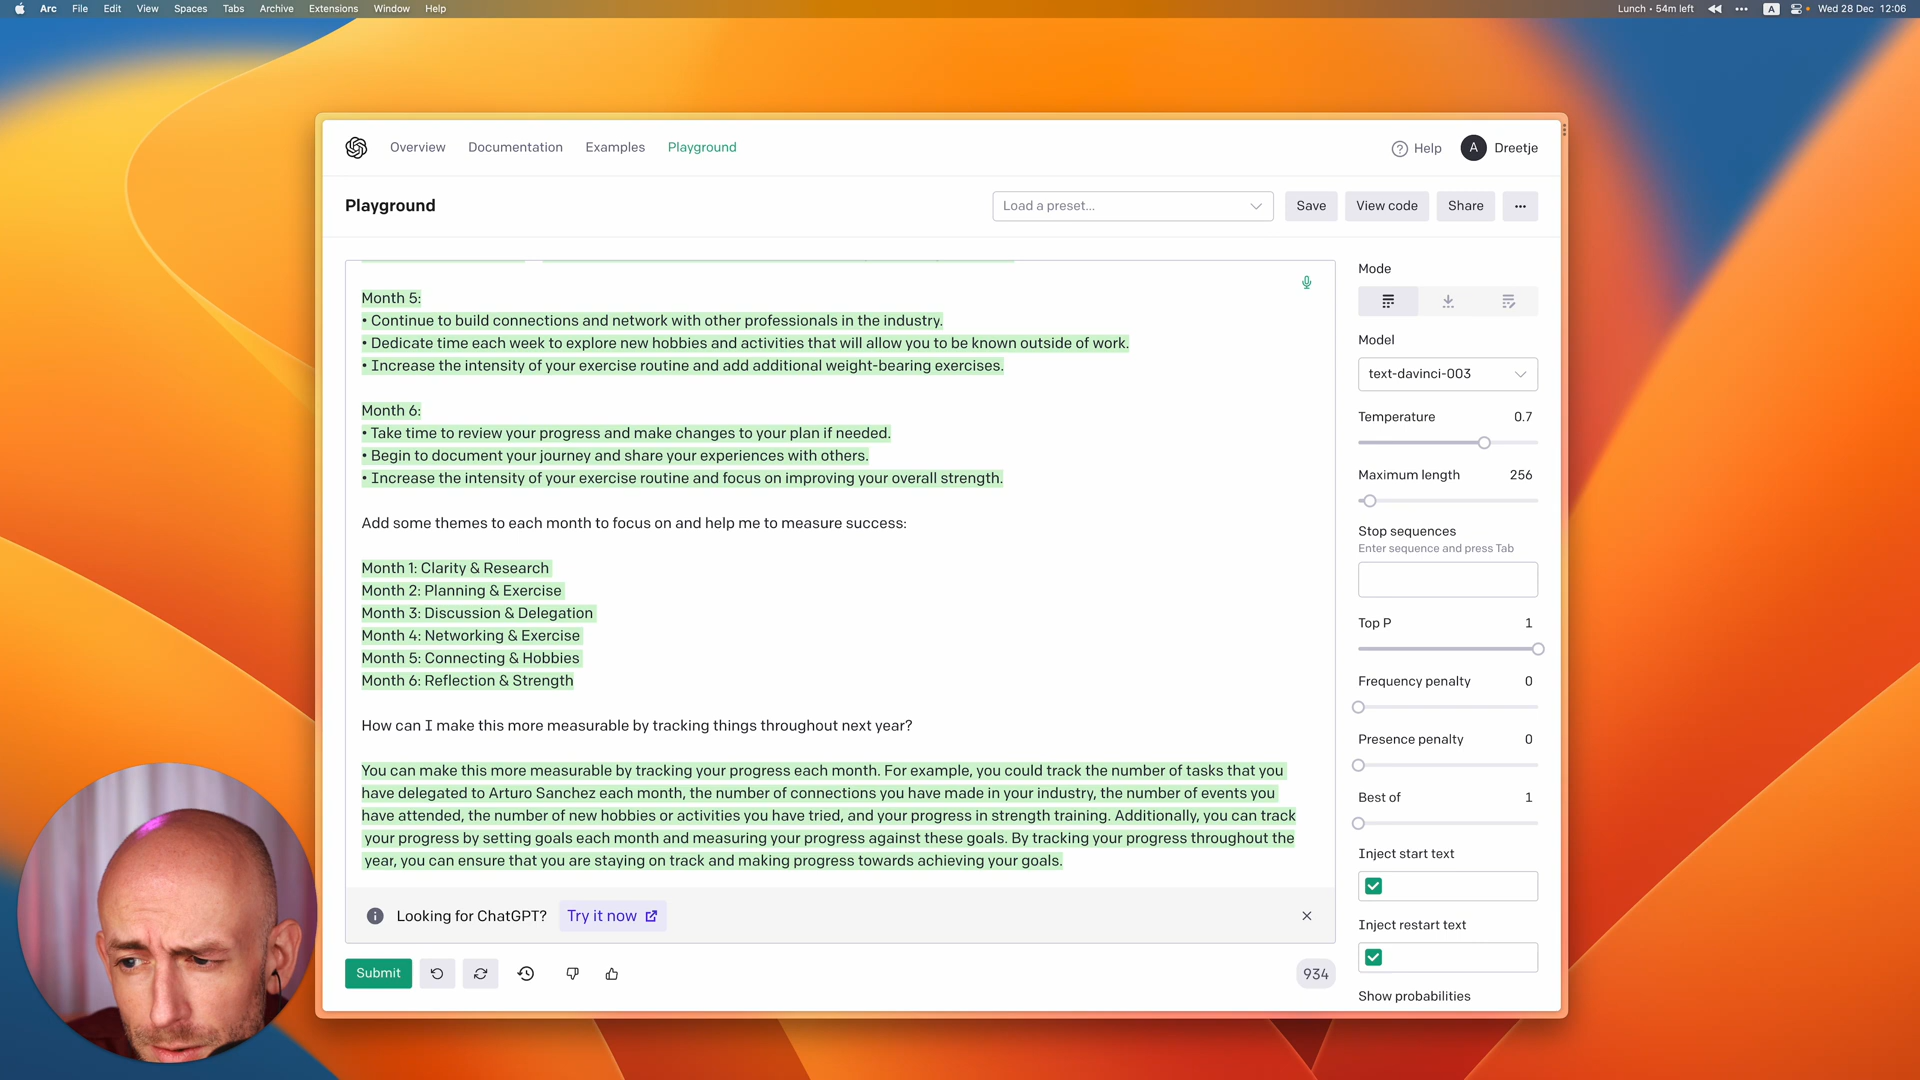 Arc File Edit View Spaces Tabs Archive Extensions Window Help
Lunch • 54m left ••• A Wed 28 Dec 12:06
Overview Documentation Examples Playground
Help A Dreetje
Playground
Load a preset...
Save View code Share ...
Month 5:
• Continue to build connections and network with other professionals in the industry.
• Dedicate time each week to explore new hobbies and activities that will allow you to be known outside of work.
• Increase the intensity of your exercise routine and add additional weight-bearing exercises.
Month 6:
• Take time to review your progress and make changes to your plan if needed.
• Begin to document your journey and share your experiences with others.
• Increase the intensity of your exercise routine and focus on improving your overall strength.
Add some themes to each month to focus on and help me to measure success:
Month 1: Clarity & Research
Month 2: Planning & Exercise
Month 3: Discussion & Delegation
Month 4: Networking & Exercise
Month 5: Connecting & Hobbies
Month 6: Reflection & Strength
How can I make this more measurable by tracking things throughout next year?
You can make this more measurable by tracking your progress each month. For example, you could track the number of tasks that you
have delegated to Arturo Sanchez each month, the number of connections you have made in your industry, the number of events you
have attended, the number of new hobbies or activities you have tried, and your progress in strength training. Additionally, you can track
your progress by setting goals each month and measuring your progress against these goals. By tracking your progress throughout the
year, you can ensure that you are staying on track and making progress towards achieving your goals.
Looking for ChatGPT? Try it now
Submit
934
Mode
Model
text-davinci-003
Temperature 0.7
Maximum length 256
Stop sequences
Enter sequence and press Tab
Top P 1
Frequency penalty 0
Presence penalty 0
Best of 1
Inject start text
Inject restart text
Show probabilities